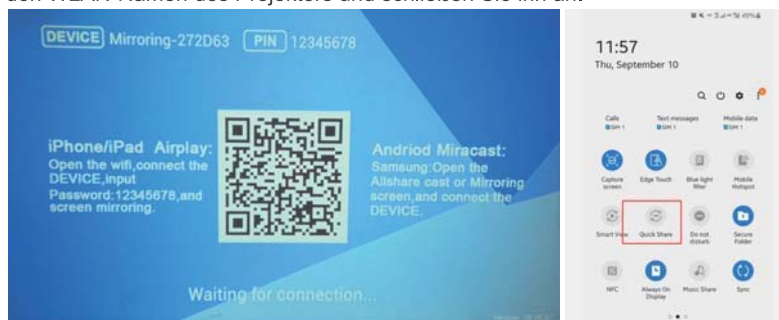 den WLAN-Namen des Projektors und schließen Sie ihn an.
DEVICE Mirroring-272D63 PIN 12345678
iPhone/iPad Airplay:
Open the wifi,connect the
DEVICE,input
Password:12345678,and
screen mirroring.
Andriod Miracast:
Samsung:Open the
Allshare cast or Mirroring
screen,and connect the
DEVICE.
Waiting for connection...
11:57
Thu, September 10
Calls
SIM 1
Text messages
SIM 1
Mobile data
SIM 1
Capture
screen
Edge Touch
Blue light
filter
Mobile
Hotspot
Smart View
Quick Share
Do not
disturb
Secure
Folder
NFC
Always On
Display
Music Share
Sync